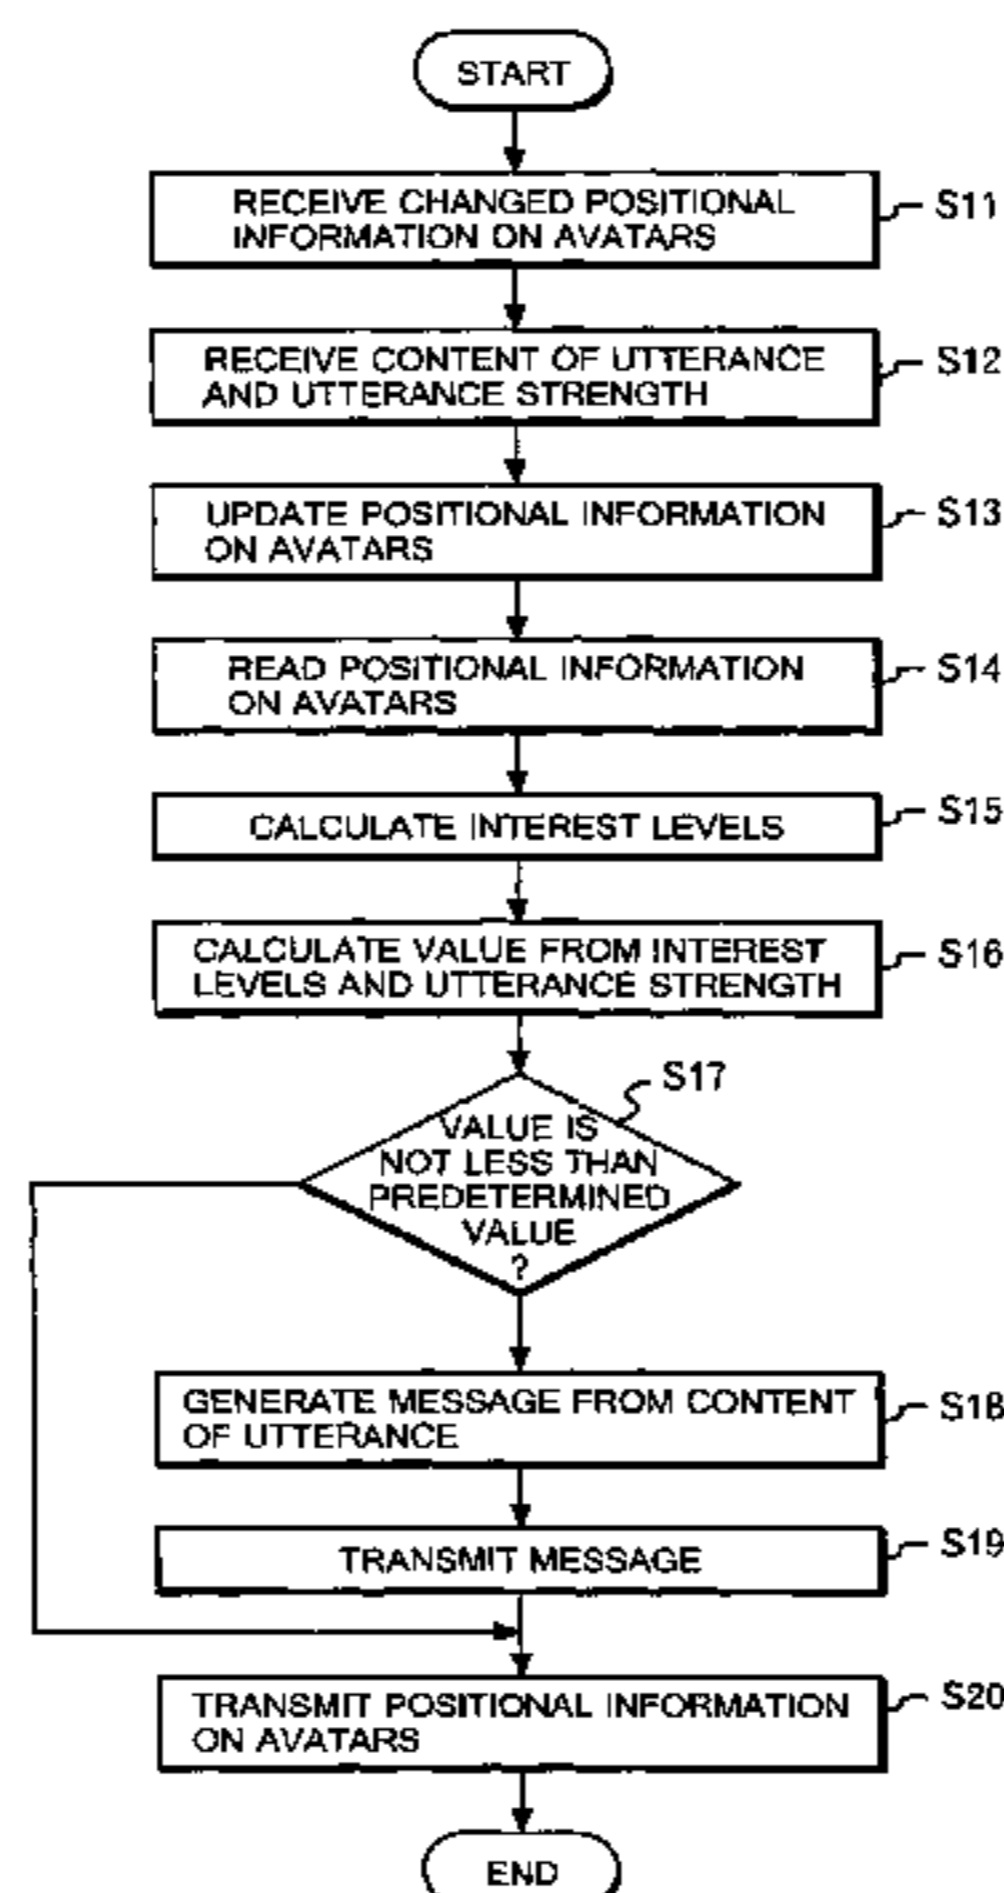 START
RECEIVE CHANGED POSITIONAL
INFORMATION ON AVATARS
S11
RECEIVE CONTENT OF UTTERANCE
AND UTTERANCE STRENGTH
S12
UPDATE POSITIONAL INFORMATION
ON AVATARS
S13
READ POSITIONAL INFORMATION
ON AVATARS
S14
CALCULATE INTEREST LEVELS
S15
CALCULATE VALUE FROM INTEREST
LEVELS AND UTTERANCE STRENGTH
S16
S17
VALUE IS
NOT LESS THAN
PREDETERMINED
VALUE
?
GENERATE MESSAGE FROM CONTENT
OF UTTERANCE
S18
TRANSMIT MESSAGE
S19
TRANSMIT POSITIONAL INFORMATION
ON AVATARS
S20
END